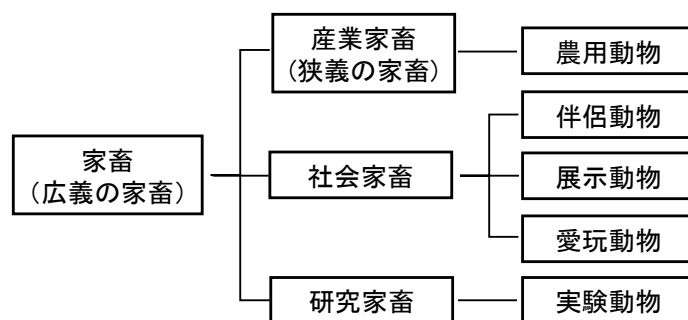 産業家畜
(狭義の家畜)
農用動物
伴侶動物
家畜
(広義の家畜)
社会家畜
展示動物
愛玩動物
研究家畜
実験動物